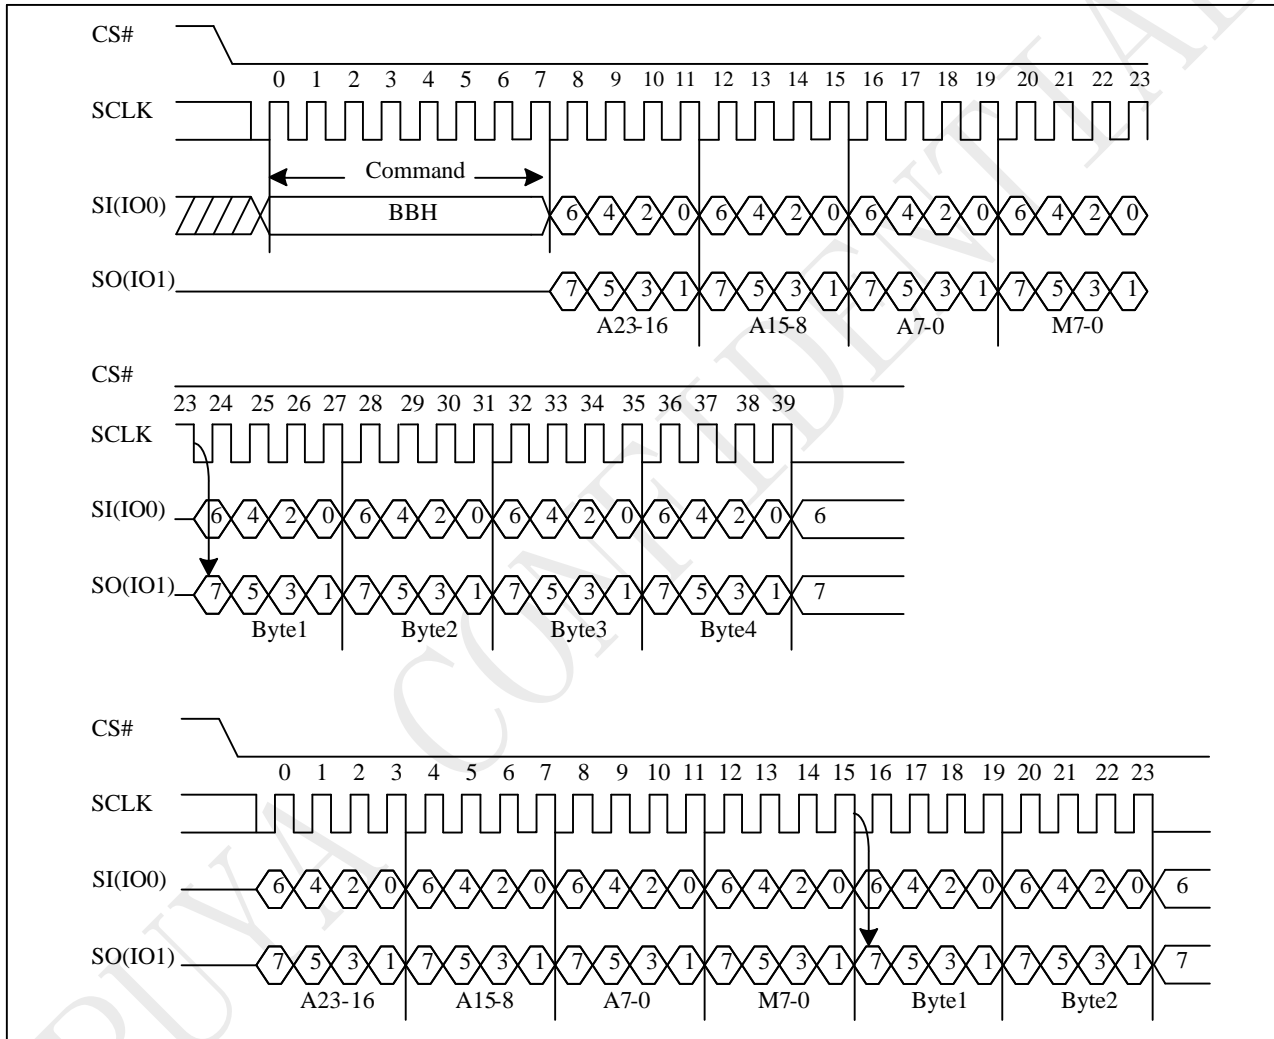 CS#
0 1 2 3 4 5 6 7 8 9 10 11 12 13 14 15 16 17 18 19 20 21 22 23
SCLK
Command
SI(IO0) BBH 6 4 2 0 6 4 2 0 6 4 2 0 6 4 2 0
SO(IO1) 7 5 3 1 7 5 3 1 7 5 3 1 7 5 3 1
A23-16 A15-8 A7-0 M7-0
CS#
23 24 25 26 27 28 29 30 31 32 33 34 35 36 37 38 39
SCLK
SI(IO0) 6 4 2 0 6 4 2 0 6 4 2 0 6 4 2 0 6
SO(IO1) 7 5 3 1 7 5 3 1 7 5 3 1 7 5 3 1 7
Byte1 Byte2 Byte3 Byte4
CS#
0 1 2 3 4 5 6 7 8 9 10 11 12 13 14 15 16 17 18 19 20 21 22 23
SCLK
SI(IO0) 6 4 2 0 6 4 2 0 6 4 2 0 6 4 2 0 6 4 2 0 6 4 2 0 6
SO(IO1) 7 5 3 1 7 5 3 1 7 5 3 1 7 5 3 1 7 5 3 1 7 5 3 1 7
A23-16 A15-8 A7-0 M7-0 Byte1 Byte2
PUYA CONFIDENTIAL